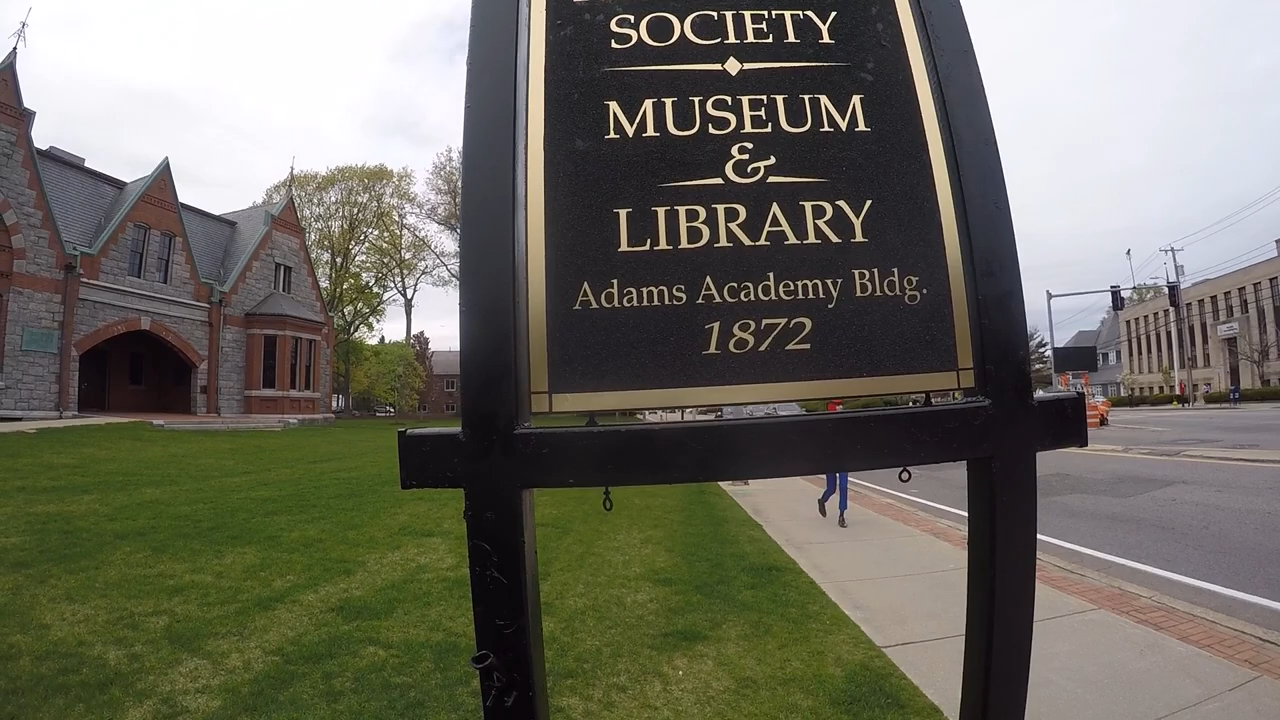 SOCIETY
MUSEUM
&
LIBRARY
Adams Academy Bldg.
1872